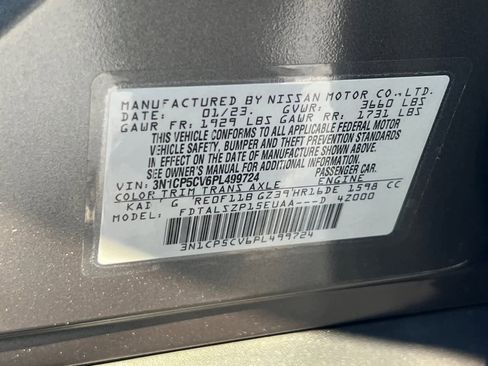 MANUFACTURED BY NISSAN MOTOR CO.,LTD.
DATE: 01/23. GVWR: 3660 LBS
GAWR FR: 1929 LBS GAWR RR: 1731 LBS
THIS VEHICLE CONFORMS TO ALL APPLICABLE FEDERAL MOTOR
VEHICLE SAFETY, BUMPER AND THEFT PREVENTION STANDARDS
IN EFFECT ON THE DATE OF MANUFACTURE SHOWN ABOVE.
SEE OWNER'S MANUAL FOR ADDITIONAL INFORMATION
VIN: 3N1CP5CV6PL499724 PASSENGER CAR.
COLOR TRIM TRANS AXLE ENGINE
KAI G RE0F11B GZ39 HR16DE 1598 CC
FDTALSZP15EUAA---D 42000
3N1CP5CV6PL499724